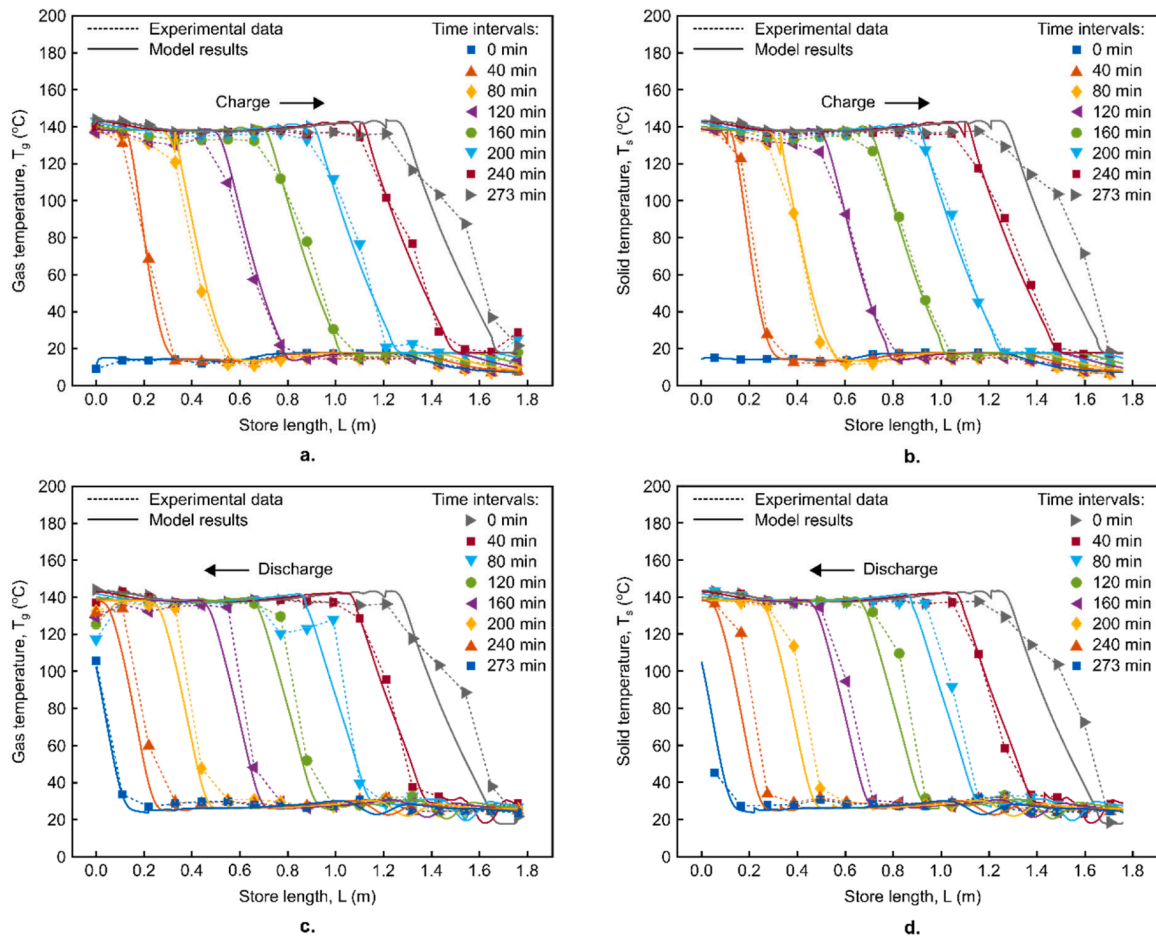 200
180
160
140
120
100
80
60
40
20
0
Gas temperature, Tg (°C)
Experimental data
Model results
Time intervals:
0 min
40 min
80 min
120 min
160 min
200 min
240 min
273 min
Charge
0.0 0.2 0.4 0.6 0.8 1.0 1.2 1.4 1.6 1.8
Store length, L (m)
a.
200
180
160
140
120
100
80
60
40
20
0
Solid temperature, Ts (°C)
Experimental data
Model results
Time intervals:
0 min
40 min
80 min
120 min
160 min
200 min
240 min
273 min
Charge
0.0 0.2 0.4 0.6 0.8 1.0 1.2 1.4 1.6 1.8
Store length, L (m)
b.
200
180
160
140
120
100
80
60
40
20
0
Gas temperature, Tg (°C)
Experimental data
Model results
Time intervals:
0 min
40 min
80 min
120 min
160 min
200 min
240 min
273 min
Discharge
0.0 0.2 0.4 0.6 0.8 1.0 1.2 1.4 1.6 1.8
Store length, L (m)
c.
200
180
160
140
120
100
80
60
40
20
0
Solid temperature, Ts (°C)
Experimental data
Model results
Time intervals:
0 min
40 min
80 min
120 min
160 min
200 min
240 min
273 min
Discharge
0.0 0.2 0.4 0.6 0.8 1.0 1.2 1.4 1.6 1.8
Store length, L (m)
d.